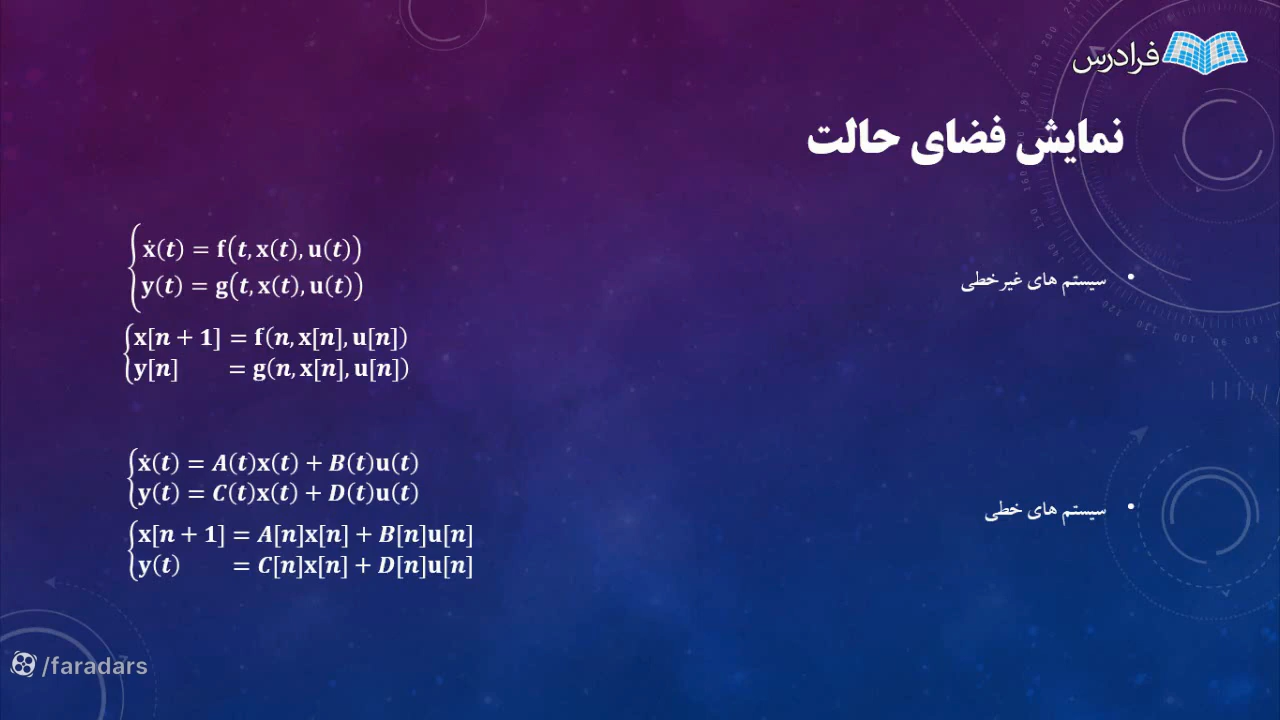 فرادرس
نمایش فضای حالت
سیستم های غیرخطی
ẋ(t) = f(t, x(t), u(t))
y(t) = g(t, x(t), u(t))
x[n + 1] = f(n, x[n], u[n])
y[n] = g(n, x[n], u[n])
سیستم های خطی
ẋ(t) = A(t)x(t) + B(t)u(t)
y(t) = C(t)x(t) + D(t)u(t)
x[n + 1] = A[n]x[n] + B[n]u[n]
y(t) = C[n]x[n] + D[n]u[n]
/faradars